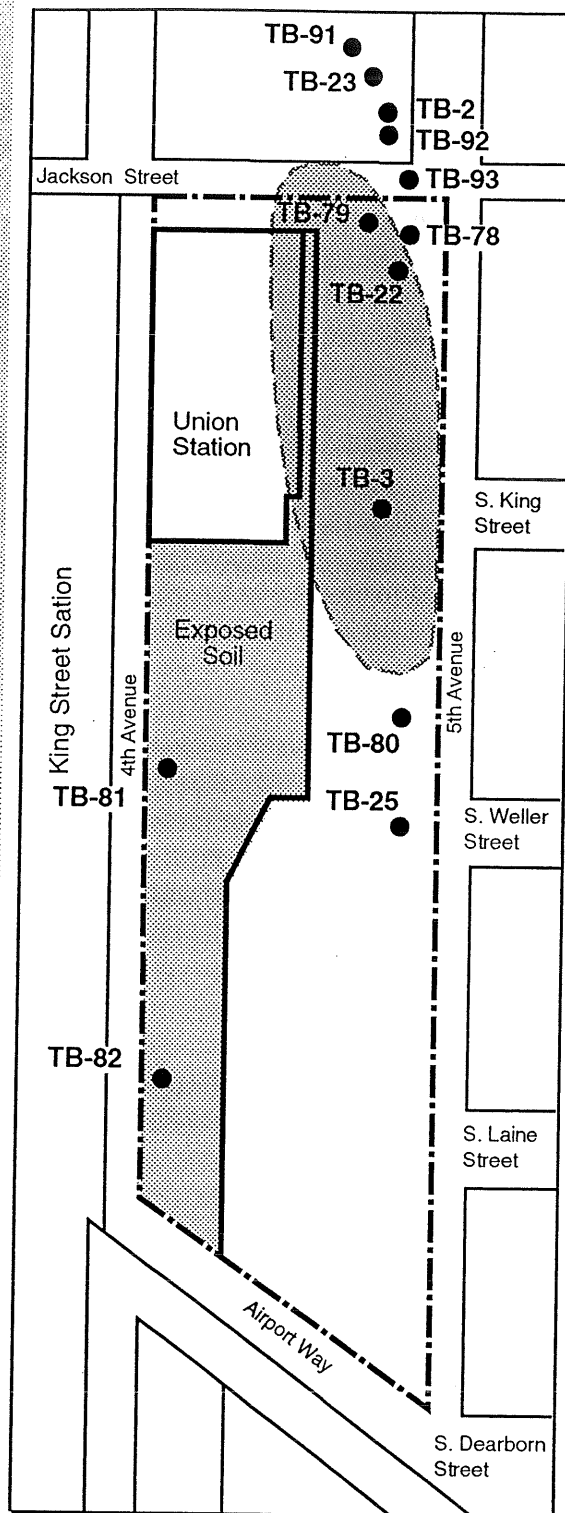 TB-91
TB-23
TB-2
TB-92
Jackson Street
TB-93
TB-79
TB-78
TB-22
Union
Station
TB-3
S. King
Street
Exposed
Soil
King Street Sation
4th Avenue
5th Avenue
TB-80
TB-81
TB-25
S. Weller
Street
TB-82
S. Laine
Street
Airport Way
S. Dearborn
Street